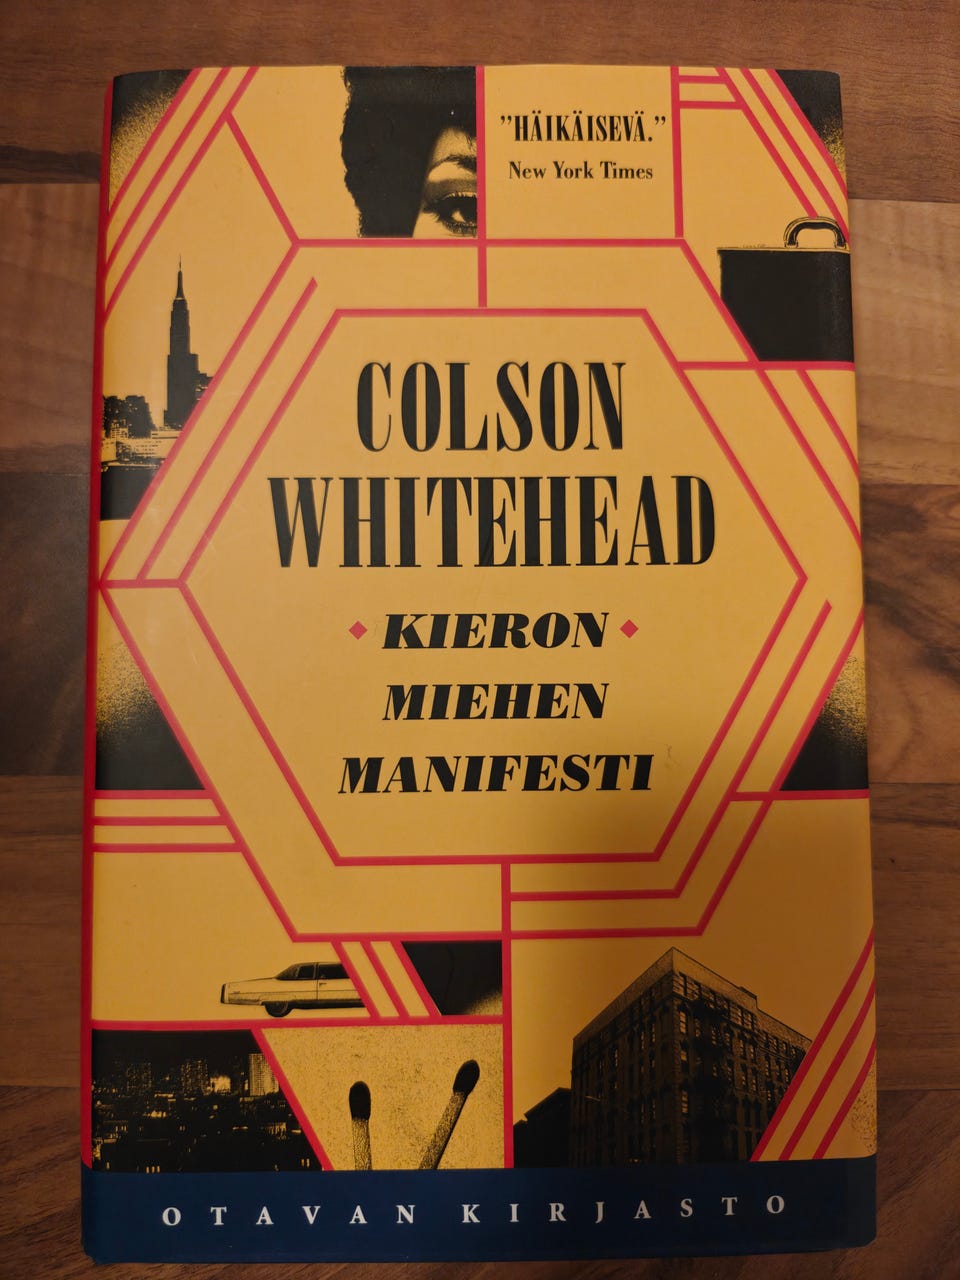 ”HÄIKÄISEVÄ.”
New York Times
COLSON
WHITEHEAD
KIERON
MIEHEN
MANIFESTI
OTAVAN KIRJASTO